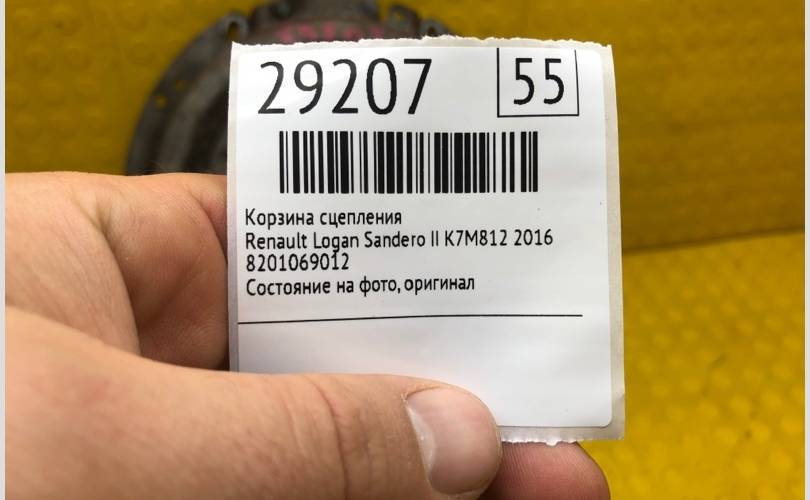 29207
55
Корзина сцепления
Renault Logan Sandero II K7M812 2016
8201069012
Состояние на фото, оригинал